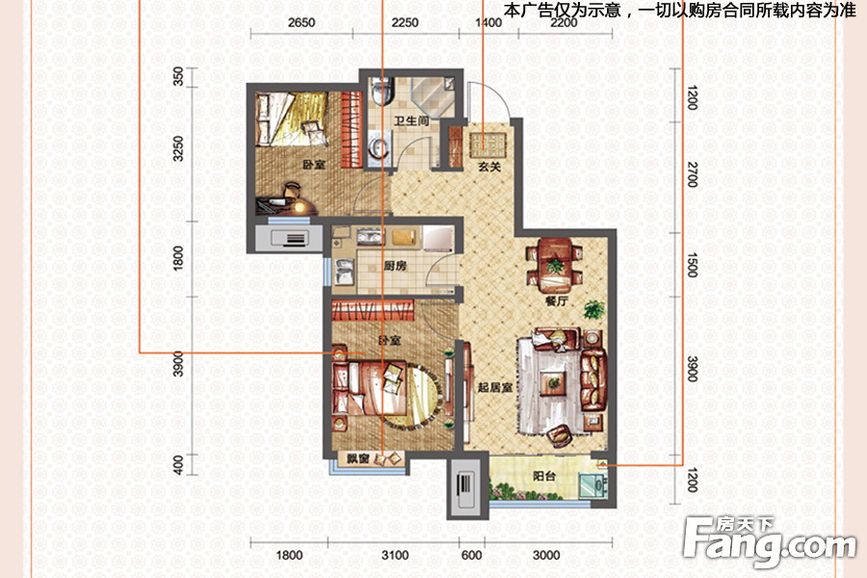 本广告仅为示意，一切以购房合同所载内容为准
2650
2250
1400
2200
350
3250
1800
3900
400
1200
2700
1500
3900
1200
卫生间
卧室
玄关
厨房
餐厅
卧室
起居室
飘窗
阳台
1800
3100
600
3000
房天下
Fang.com